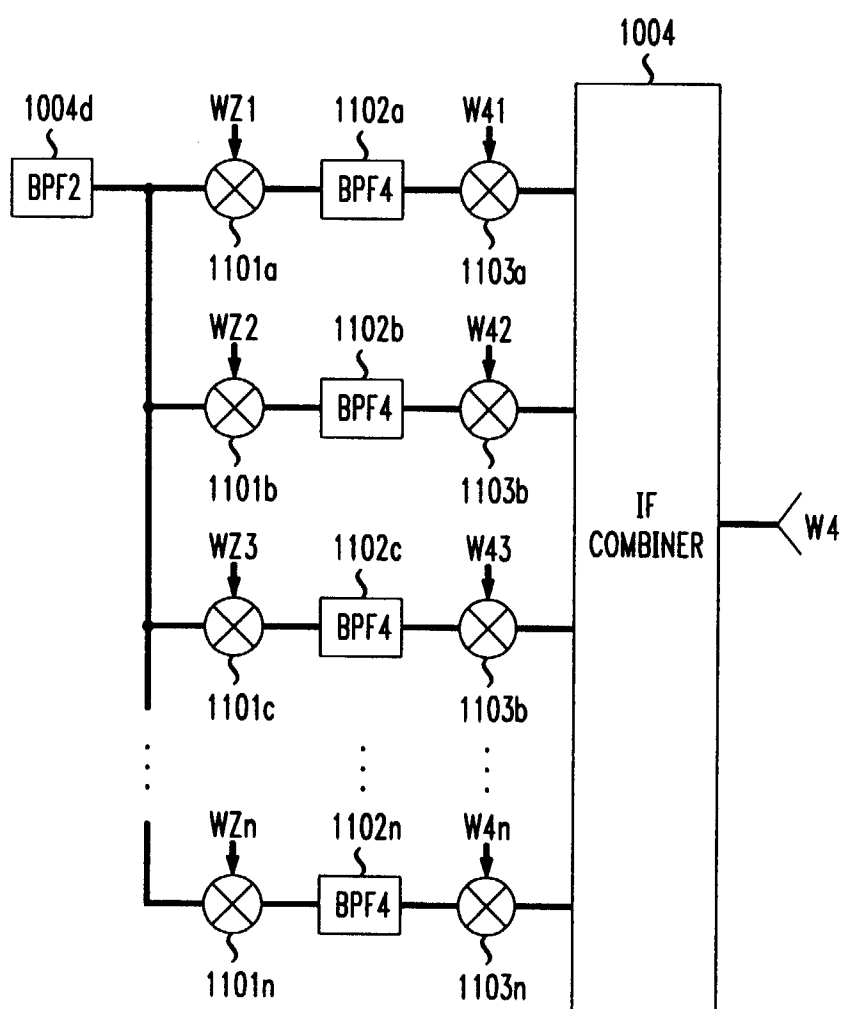 1004
1004d
WZ1
1102a
W41
BPF2
BPF4
1101a
1103a
WZ2
1102b
W42
BPF4
1101b
1103b
IF
COMBINER
W4
WZ3
1102c
W43
BPF4
1101c
1103b
WZn
1102n
W4n
BPF4
1101n
1103n